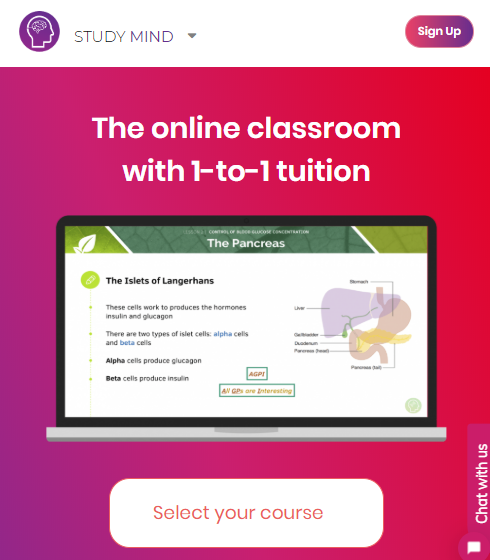 STUDY MIND
Sign Up
The online classroom
with 1-to-1 tuition
CONTROL OF BLOOD GLUCOSE CONCENTRATION
The Pancreas
The Islets of Langerhans
These cells work to produces the hormones
insulin and glucagon
There are two types of islet cells: alpha cells
and beta cells
Alpha cells produce glucagon
Beta cells produce insulin
AGPI
All GPs are Interesting
Stomach
Liver
Gallbladder
Duodenum
Pancreas (head)
Pancreas (tail)
Chat with us
Select your course